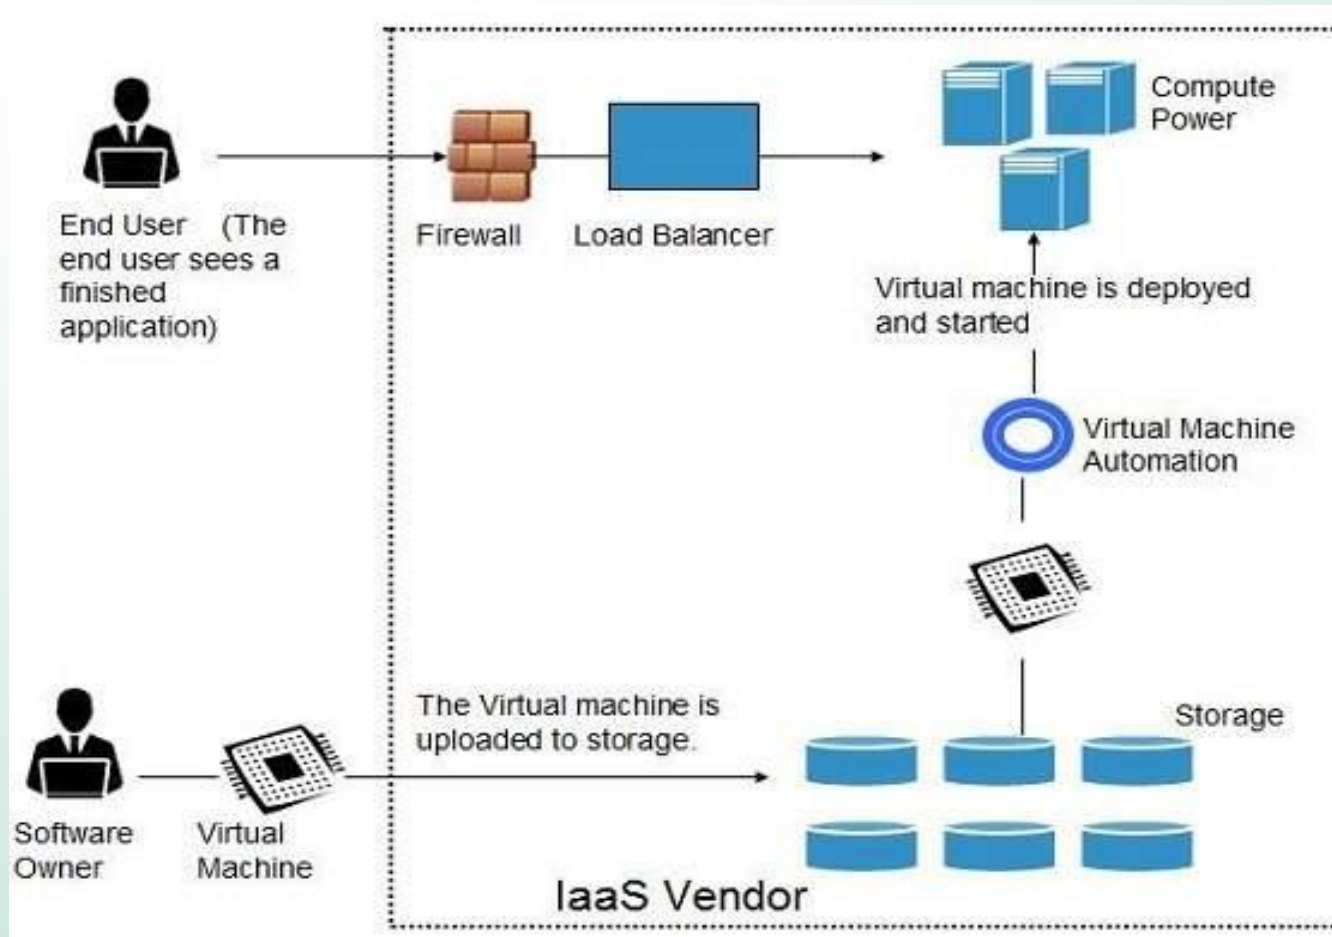 Compute
Power
End User (The
end user sees a
finished
application)
Firewall
Load Balancer
Virtual machine is deployed
and started
Virtual Machine
Automation
The Virtual machine is
uploaded to storage.
Storage
Software
Owner
Virtual
Machine
IaaS Vendor